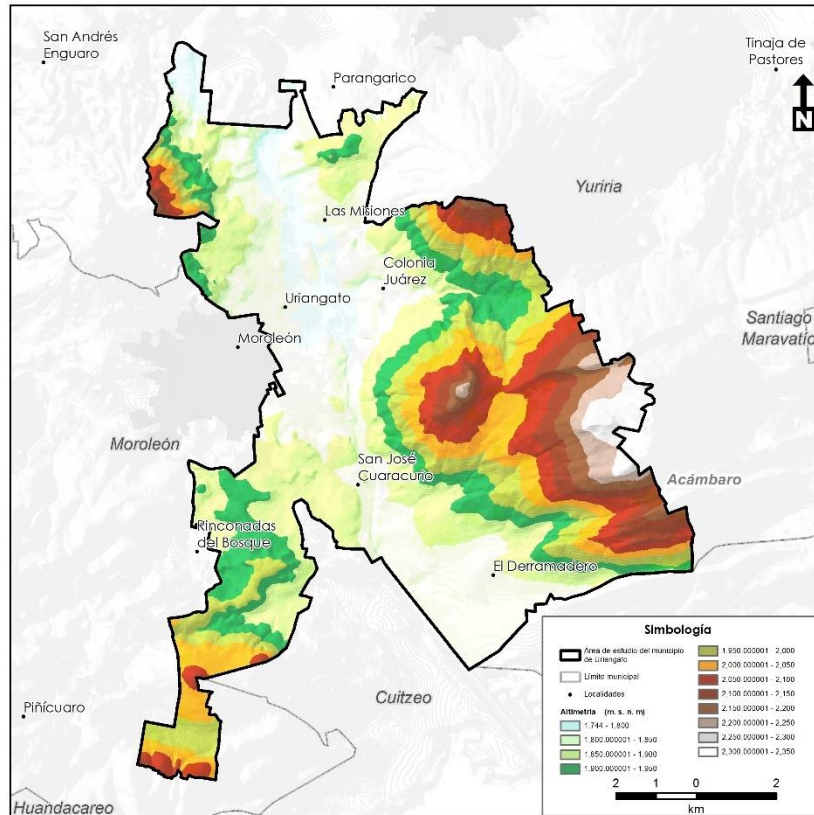 San Andrés
Enguaro
Tinaja de
Pastores
Parangarico
N
Yuriria
Las Misiones
Colonia
Juárez
Uriangato
Santiago
Maravatío
Moroleón
Moroleón
San José
Cuaracurio
Acámbaro
Rinconadas
del Bosque
El Derramadero
Cuitzeo
Piñícuaro
Huandacareo
Simbología
Área de estudio del municipio
de Uriangato
Límite municipal
Localidades
Altimetría (m. s. n. m)
1,744 - 1,800
1,800.000001 - 1,850
1,850.000001 - 1,900
1,900.000001 - 1,950
1,950.000001 - 2,000
2,000.000001 - 2,050
2,050.000001 - 2,100
2,100.000001 - 2,150
2,150.000001 - 2,200
2,200.000001 - 2,250
2,250.000001 - 2,300
2,300.000001 - 2,350
2 1 0 2
km